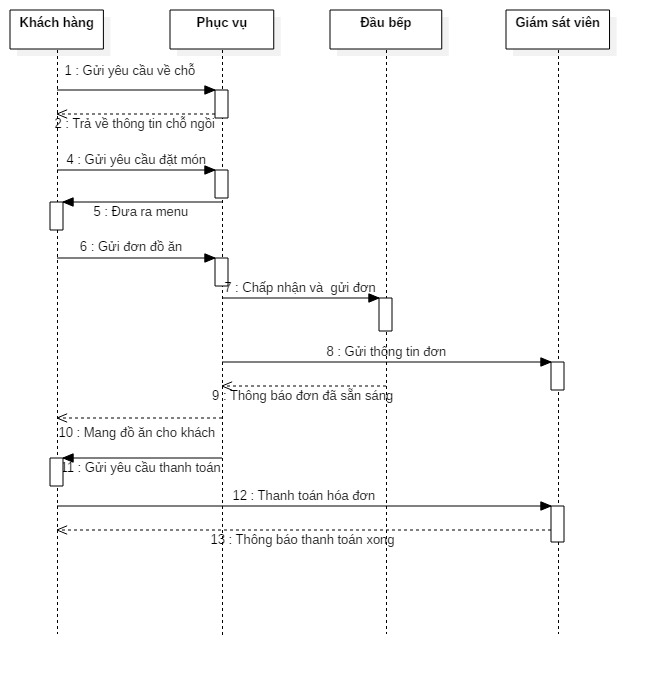 Khách hàng
Phục vụ
Đầu bếp
Giám sát viên
1 : Gửi yêu cầu về chỗ
2 : Trả về thông tin chỗ ngồi
4 : Gửi yêu cầu đặt món
5 : Đưa ra menu
6 : Gửi đơn đồ ăn
7 : Chấp nhận và gửi đơn
8 : Gửi thông tin đơn
9 : Thông báo đơn đã sẵn sáng
10 : Mang đồ ăn cho khách
11 : Gửi yêu cầu thanh toán
12 : Thanh toán hóa đơn
13 : Thông báo thanh toán xong